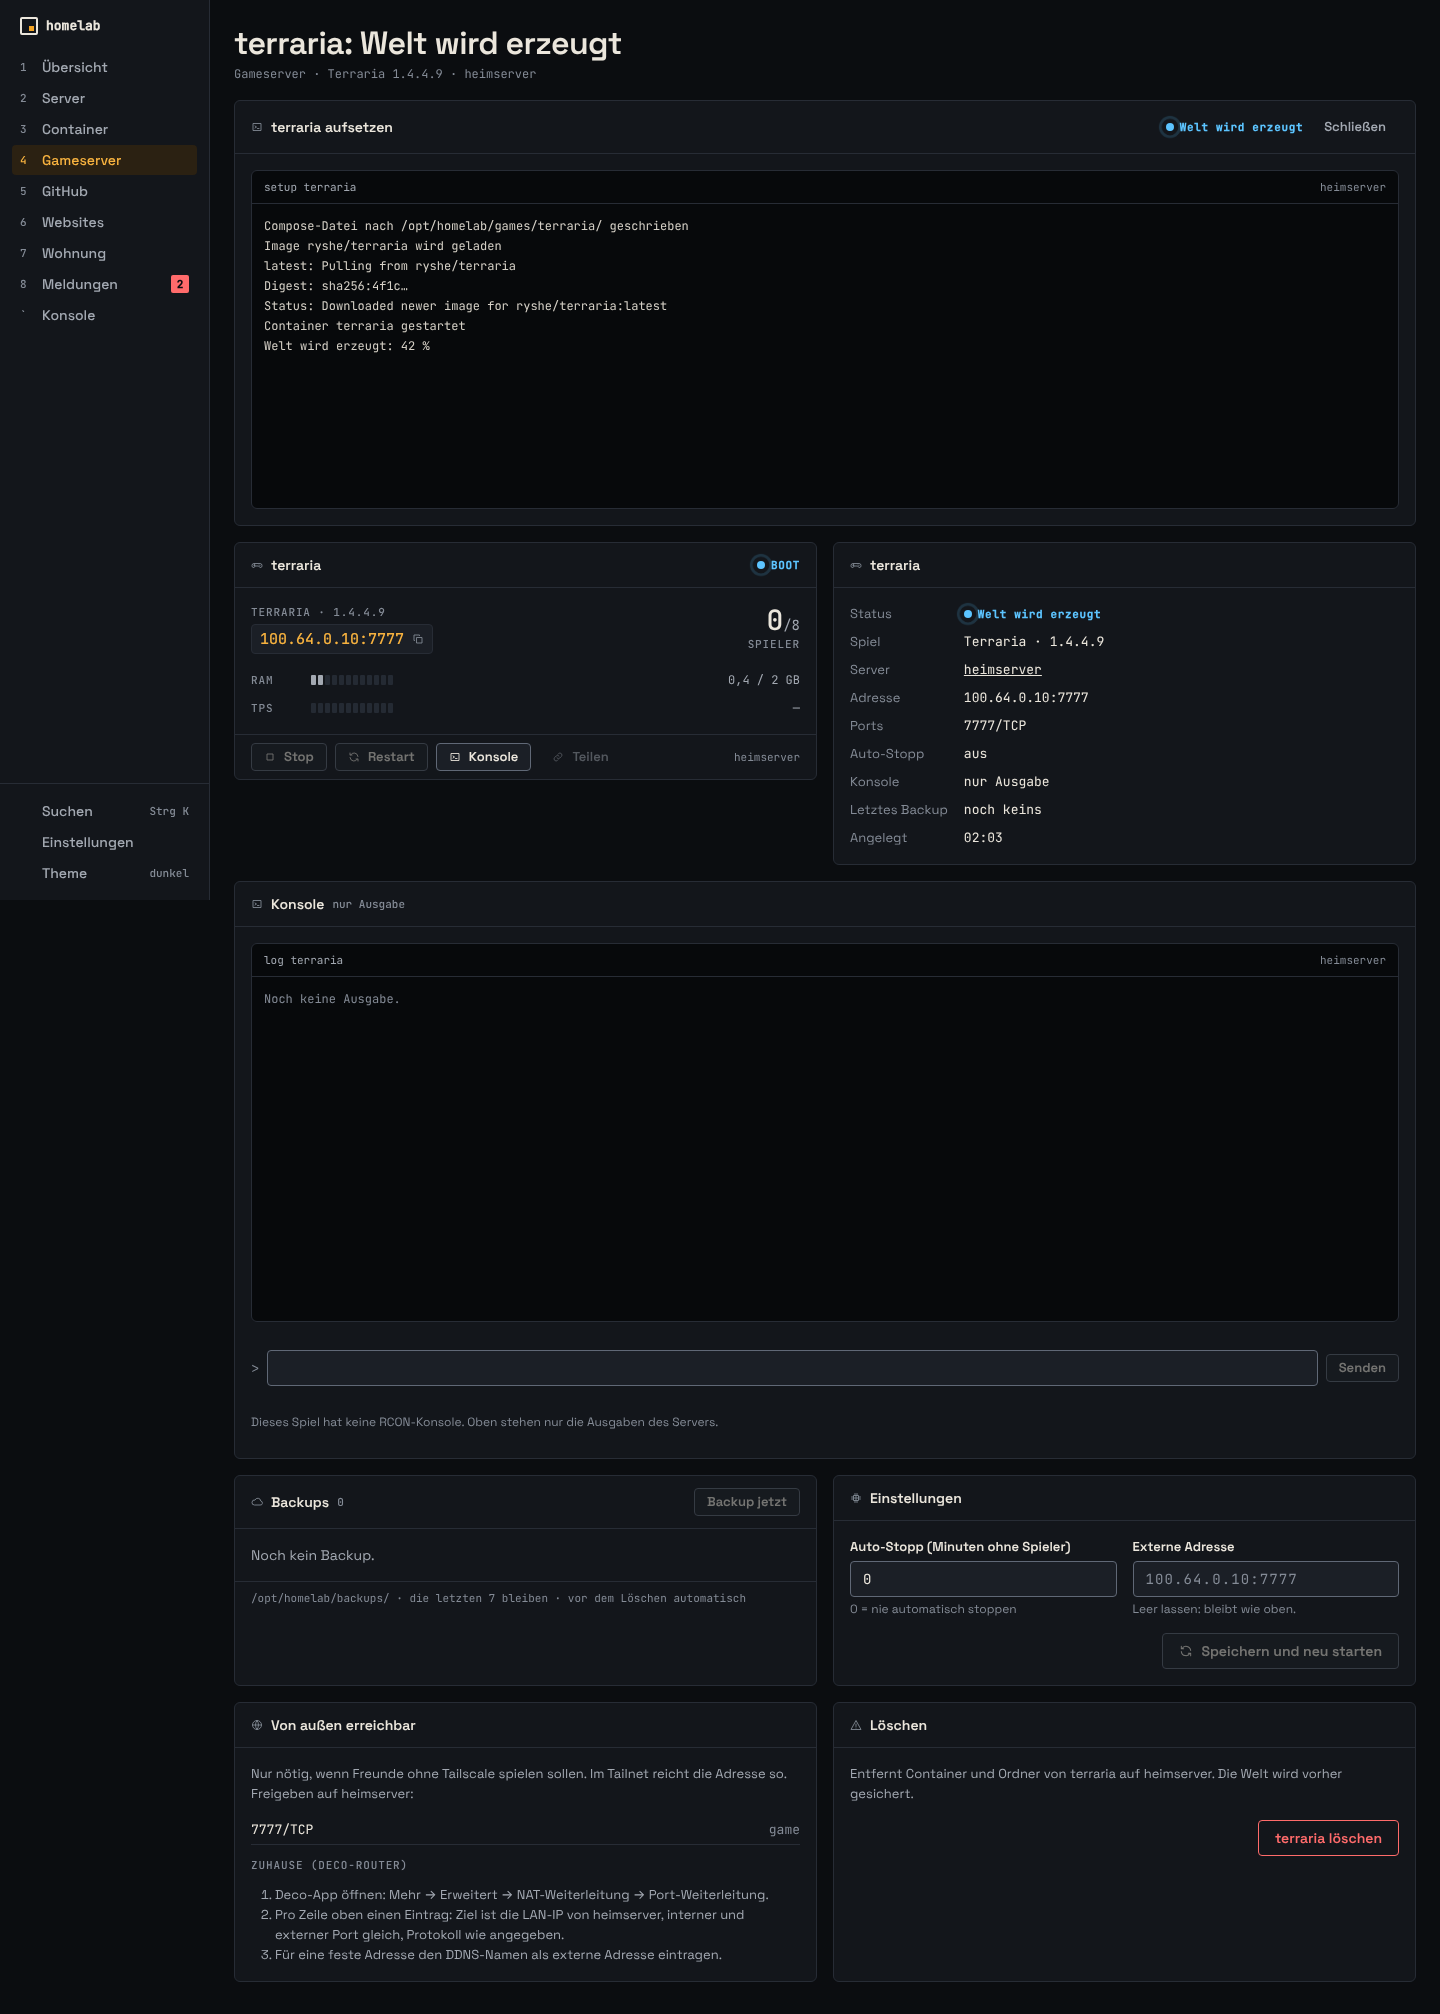 homelab
1 Übersicht
2 Server
3 Container
4 Gameserver
5 GitHub
6 Websites
7 Wohnung
8 Meldungen 2
` Konsole
Suchen Strg K
Einstellungen
Theme dunkel
terraria: Welt wird erzeugt
Gameserver · Terraria 1.4.4.9 · heimserver
terraria aufsetzen Welt wird erzeugt Schließen
setup terraria heimserver
Compose-Datei nach /opt/homelab/games/terraria/ geschrieben
Image ryshe/terraria wird geladen
latest: Pulling from ryshe/terraria
Digest: sha256:4f1c…
Status: Downloaded newer image for ryshe/terraria:latest
Container terraria gestartet
Welt wird erzeugt: 42 %
terraria BOOT
TERRARIA · 1.4.4.9
100.64.0.10:7777
0/8
SPIELER
RAM 0,4 / 2 GB
TPS —
Stop Restart Konsole Teilen heimserver
terraria
Status Welt wird erzeugt
Spiel Terraria · 1.4.4.9
Server heimserver
Adresse 100.64.0.10:7777
Ports 7777/TCP
Auto-Stopp aus
Konsole nur Ausgabe
Letztes Backup noch keins
Angelegt 02:03
Konsole nur Ausgabe
log terraria heimserver
Noch keine Ausgabe.
> Senden
Dieses Spiel hat keine RCON-Konsole. Oben stehen nur die Ausgaben des Servers.
Backups 0 Backup jetzt
Noch kein Backup.
/opt/homelab/backups/ · die letzten 7 bleiben · vor dem Löschen automatisch
Einstellungen
Auto-Stopp (Minuten ohne Spieler) Externe Adresse
0 100.64.0.10:7777
0 = nie automatisch stoppen Leer lassen: bleibt wie oben.
Speichern und neu starten
Von außen erreichbar
Nur nötig, wenn Freunde ohne Tailscale spielen sollen. Im Tailnet reicht die Adresse so.
Freigeben auf heimserver:
7777/TCP game
ZUHAUSE (DECO-ROUTER)
1. Deco-App öffnen: Mehr → Erweitert → NAT-Weiterleitung → Port-Weiterleitung.
2. Pro Zeile oben einen Eintrag: Ziel ist die LAN-IP von heimserver, interner und
externer Port gleich, Protokoll wie angegeben.
3. Für eine feste Adresse den DDNS-Namen als externe Adresse eintragen.
Löschen
Entfernt Container und Ordner von terraria auf heimserver. Die Welt wird vorher
gesichert.
terraria löschen